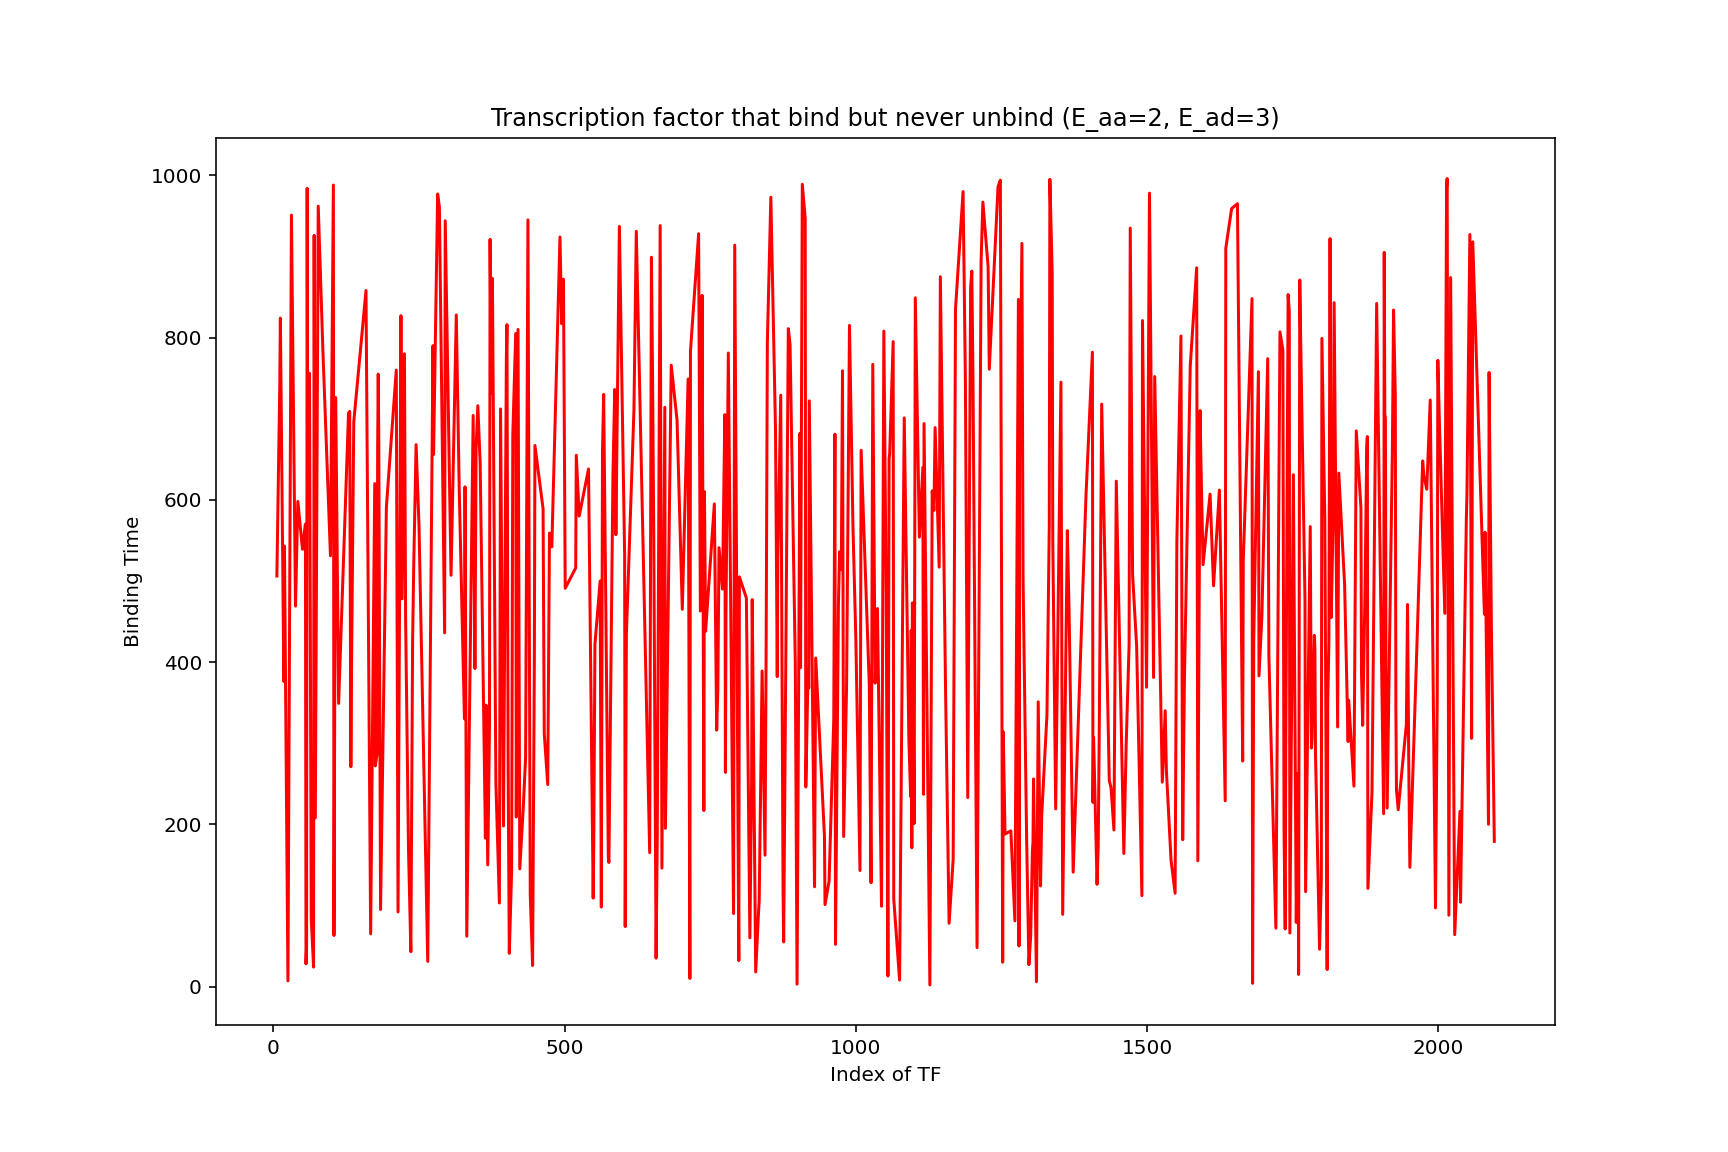 Transcription factor that bind but never unbind (E_aa=2, E_ad=3)
1000
800
600
400
200
0
Binding Time
0 500 1000 1500 2000
Index of TF